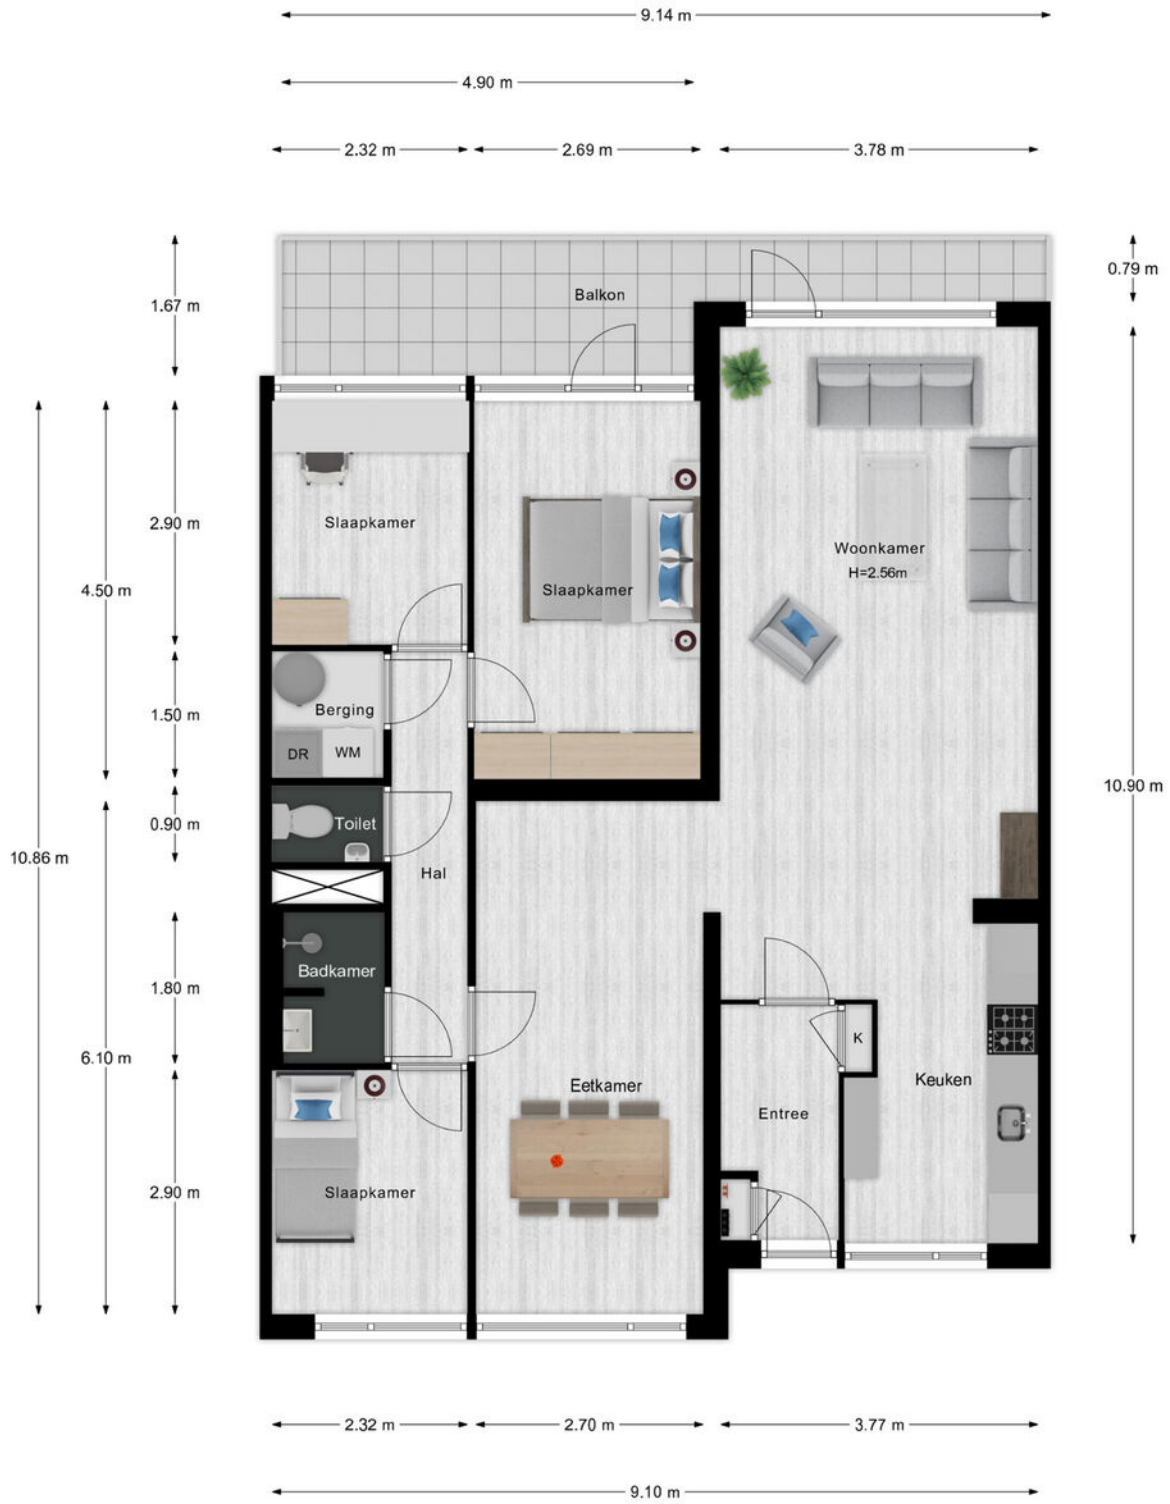 9.14 m
4.90 m
2.32 m
2.69 m
3.78 m
1.67 m
0.79 m
Balkon
2.90 m
Slaapkamer
Woonkamer
H=2.56m
4.50 m
Slaapkamer
1.50 m
Berging
DR
WM
10.90 m
0.90 m
Toilet
10.86 m
Hal
Badkamer
1.80 m
K
6.10 m
Eetkamer
Keuken
Entree
2.90 m
Slaapkamer
2.32 m
2.70 m
3.77 m
9.10 m